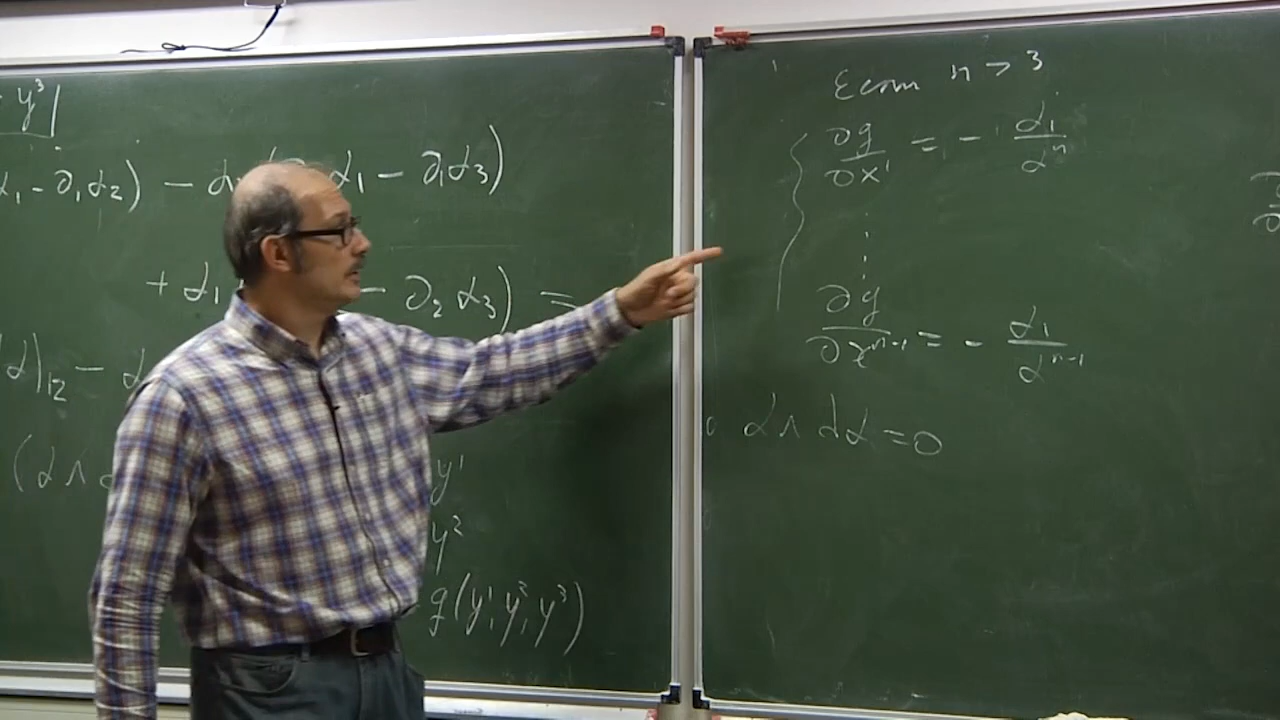 y³
α₁ - ∂₁α₂) - α
α₁ - ∂₁α₃)
+ α₁
- ∂₂α₃) =
α)₁₂ - α
(α ∧ d
y¹
y²
g(y¹, y², y³)
Если n > 3
∂g/∂x¹ = - α₁/αⁿ
⋮
∂g/∂xⁿ⁻¹ = - α₁/αⁿ⁻¹
α ∧ dα = 0